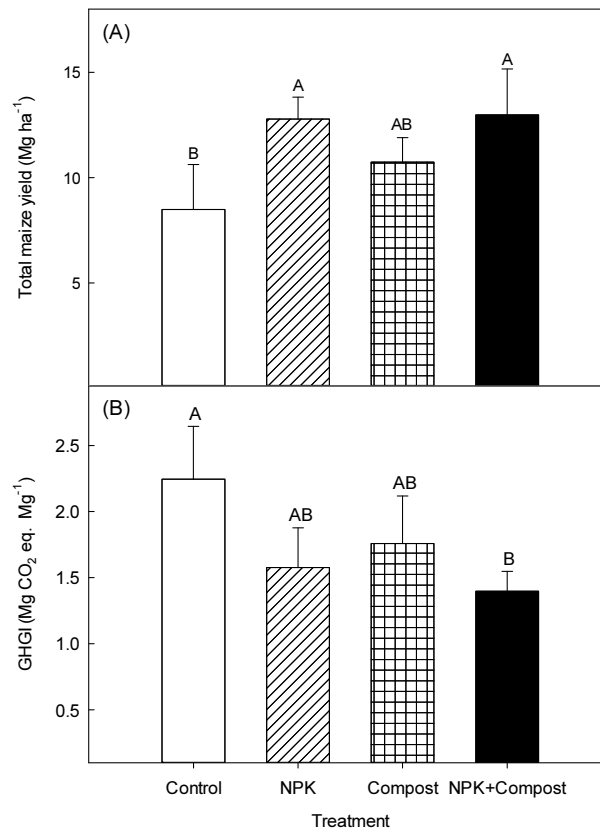 (A)
Total maize yield (Mg ha⁻¹)
15
10
5
B
A
AB
A
(B)
GHGI (Mg CO₂ eq. Mg⁻¹)
2.5
2.0
1.5
1.0
0.5
A
AB
AB
B
Control NPK Compost NPK+Compost
Treatment